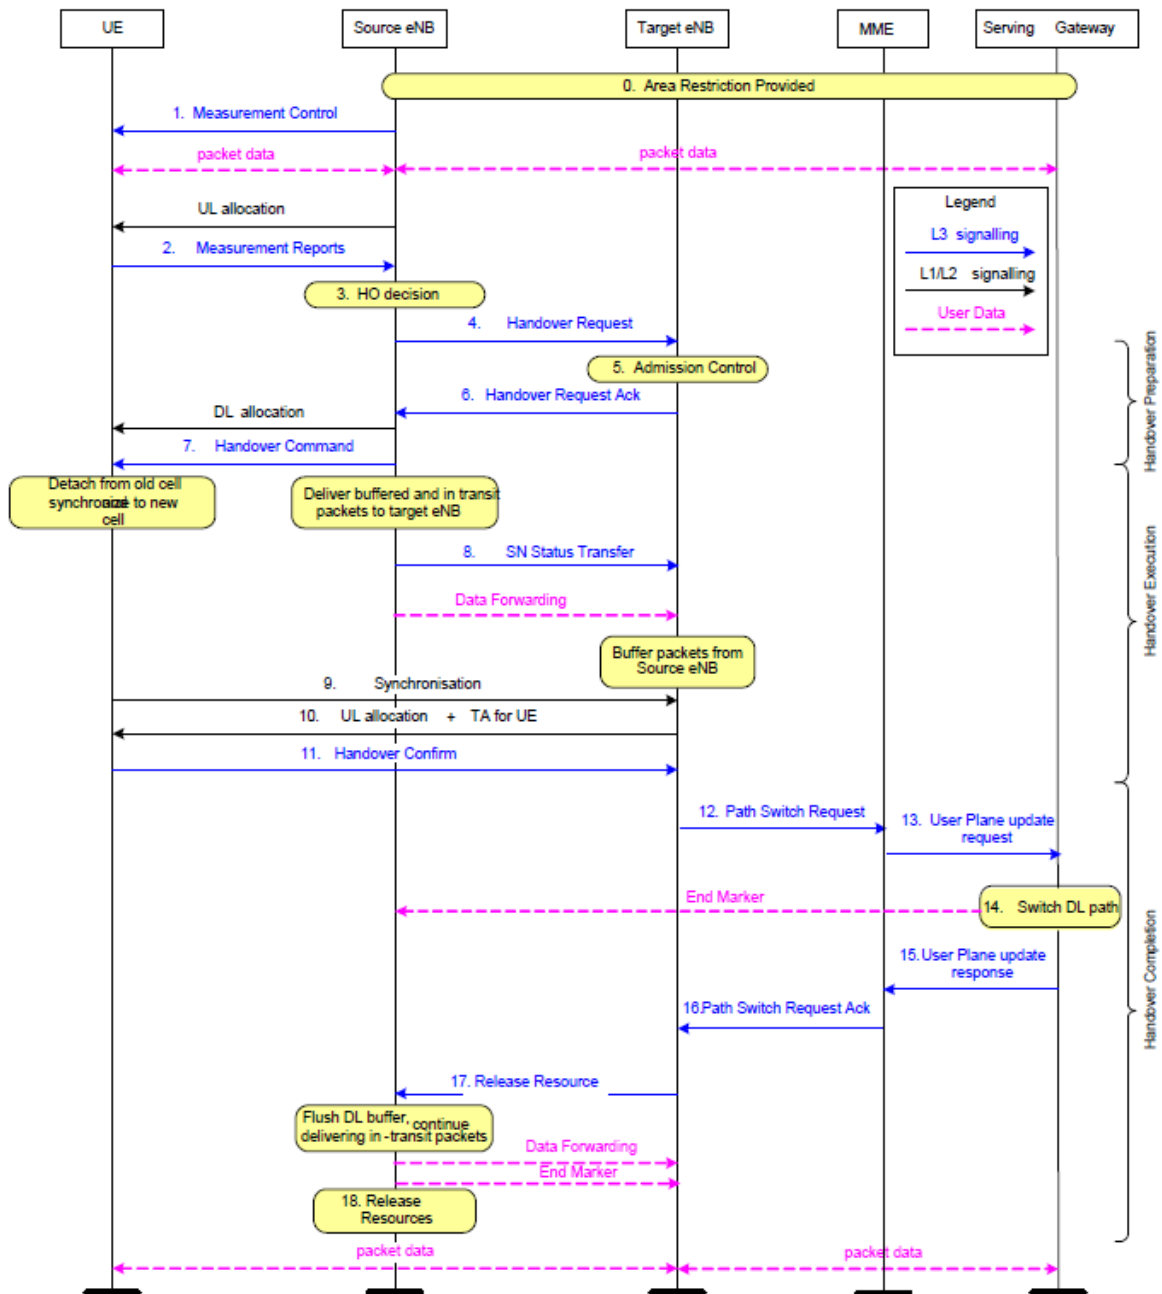 UE
Source eNB
Target eNB
MME
Serving Gateway
0. Area Restriction Provided
1. Measurement Control
packet data
packet data
UL allocation
Legend
L3 signalling
L1/L2 signalling
User Data
2. Measurement Reports
3. HO decision
4. Handover Request
5. Admission Control
6. Handover Request Ack
DL allocation
7. Handover Command
Handover Preparation
Detach from old cell
synchronize to new
and
cell
Deliver buffered and in transit
packets to target eNB
8. SN Status Transfer
Data Forwarding
Buffer packets from
Source eNB
9. Synchronisation
10. UL allocation + TA for UE
11. Handover Confirm
Handover Execution
12. Path Switch Request
13. User Plane update
request
End Marker
14. Switch DL path
15.User Plane update
response
16.Path Switch Request Ack
17. Release Resource
Flush DL buffer, continue
delivering in -transit packets
Data Forwarding
End Marker
18. Release
Resources
Handover Completion
packet data
packet data